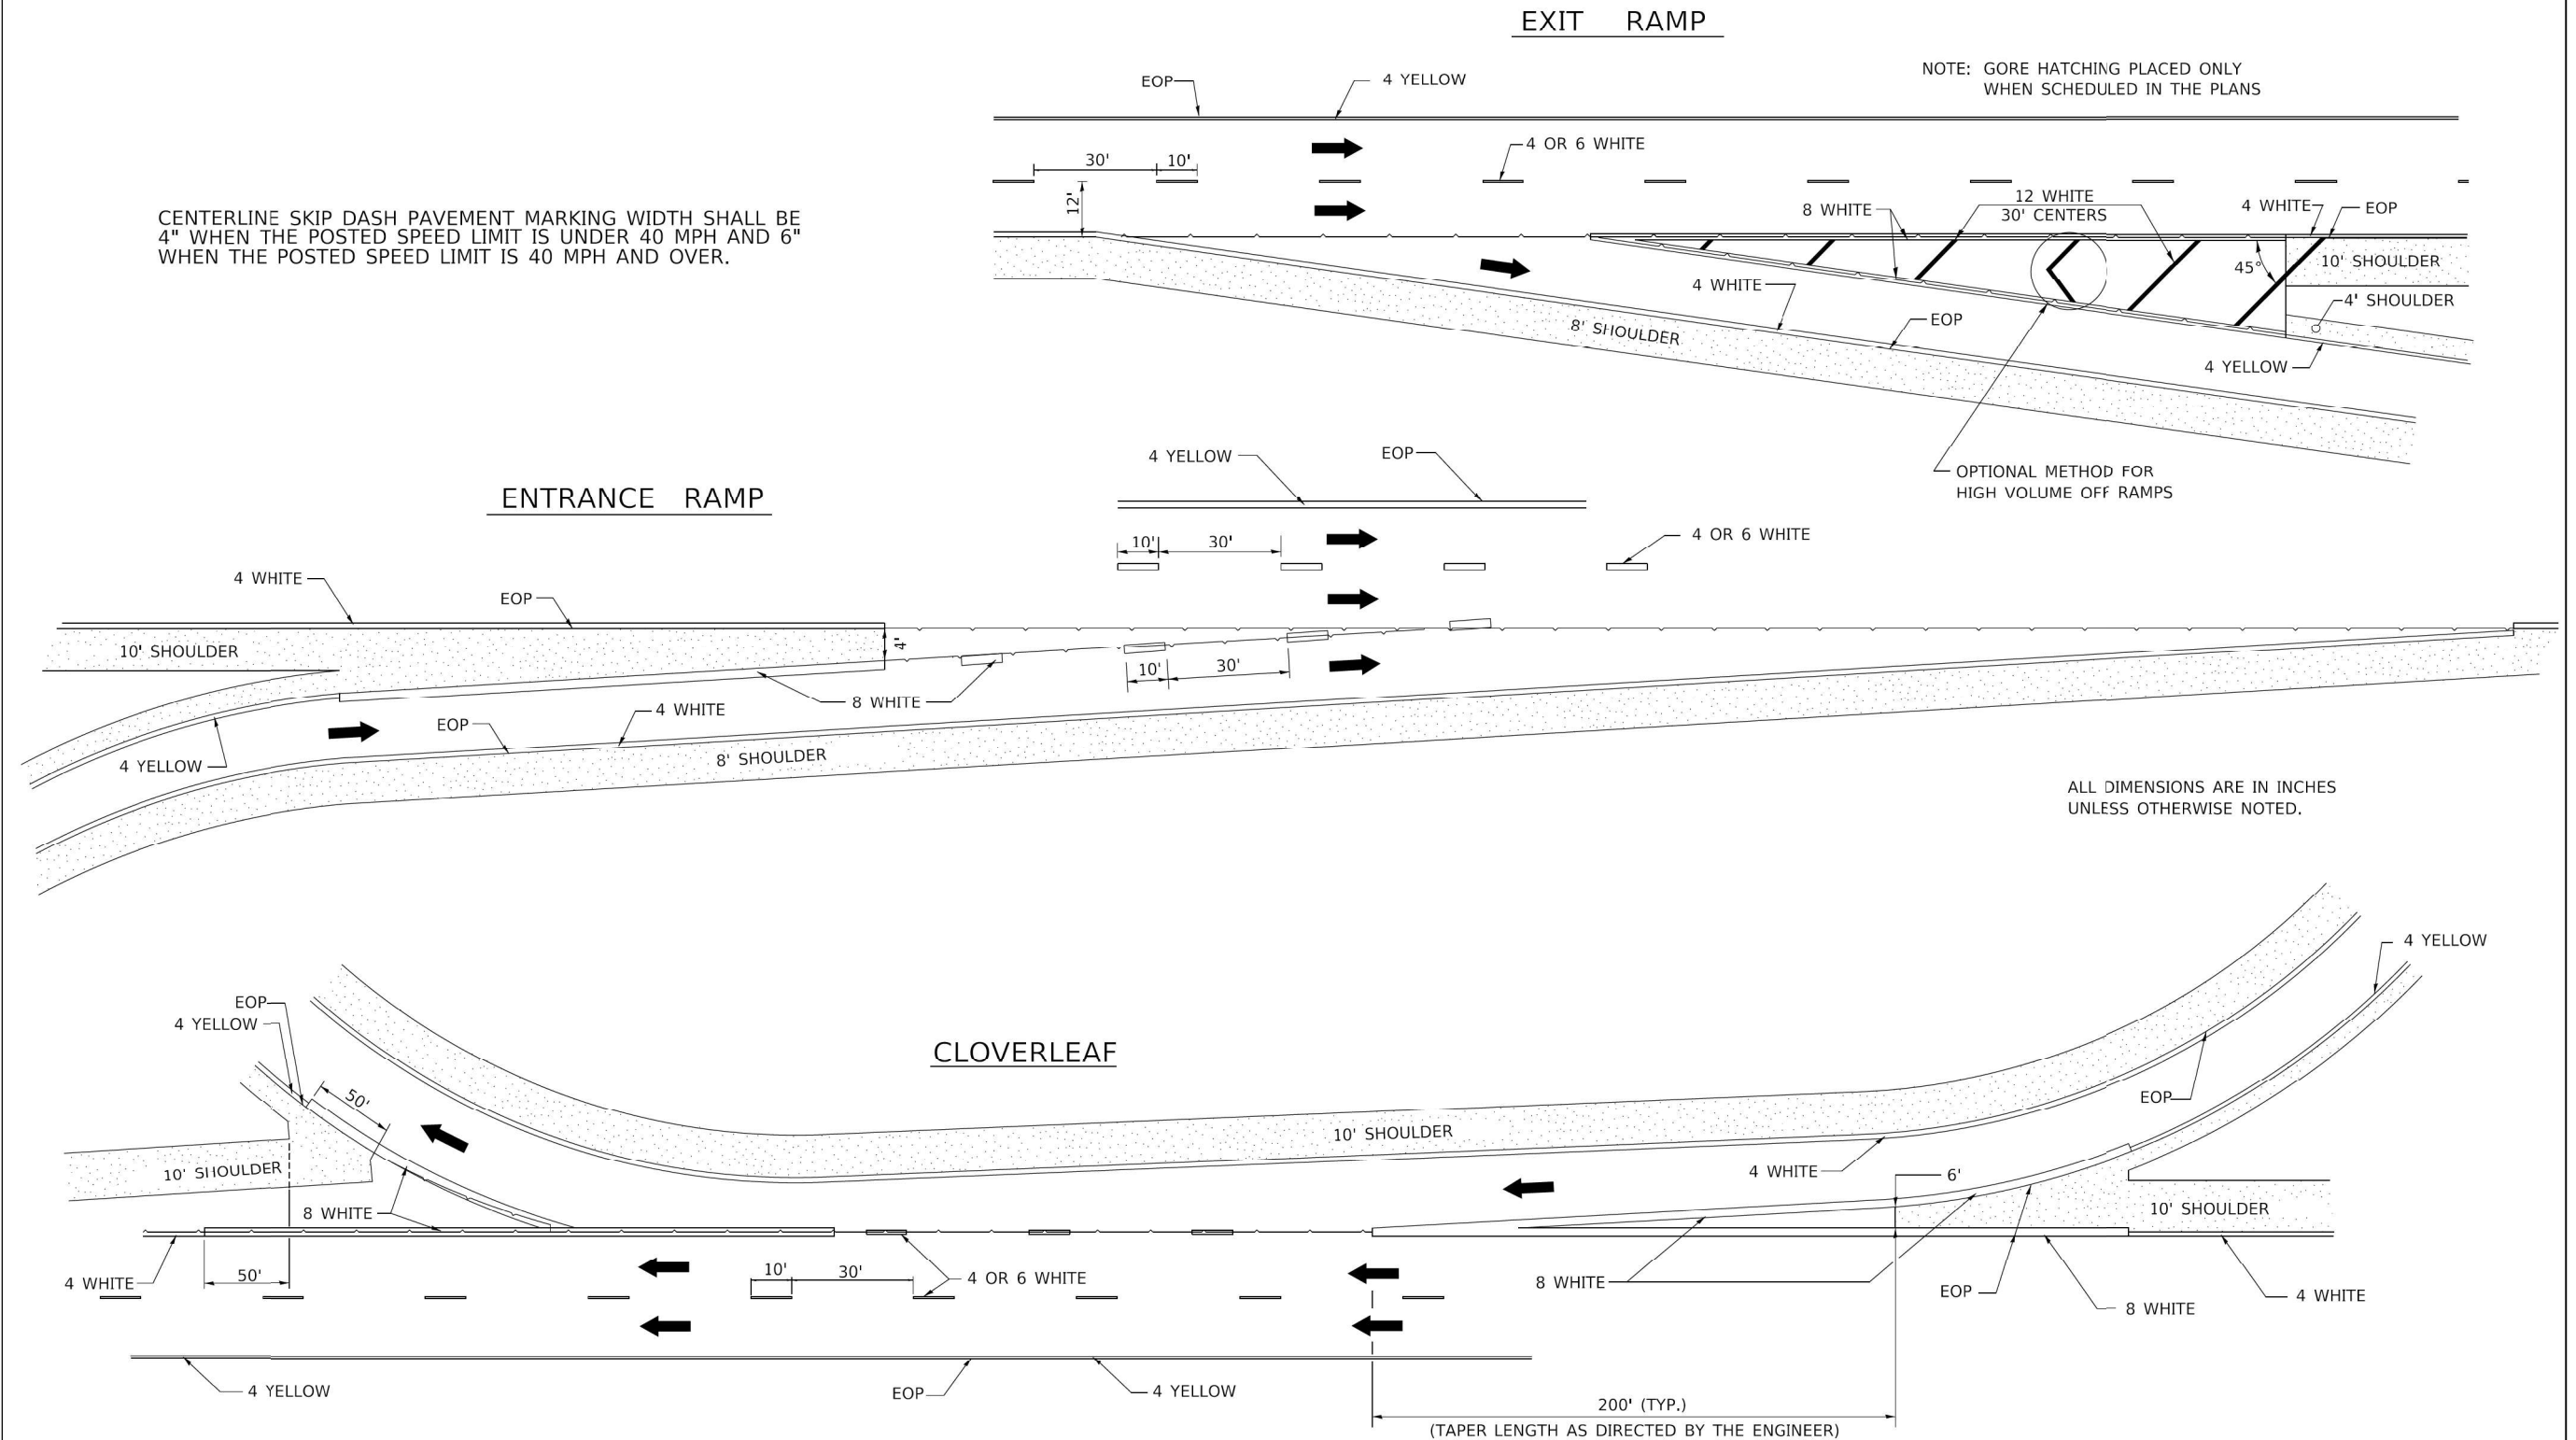 EXIT RAMP
EOP
4 YELLOW
NOTE: GORE HATCHING PLACED ONLY
WHEN SCHEDULED IN THE PLANS
4 OR 6 WHITE
30'
10'
12'
CENTERLINE SKIP DASH PAVEMENT MARKING WIDTH SHALL BE
4" WHEN THE POSTED SPEED LIMIT IS UNDER 40 MPH AND 6"
WHEN THE POSTED SPEED LIMIT IS 40 MPH AND OVER.
8 WHITE
12 WHITE
30' CENTERS
4 WHITE
EOP
45°
10' SHOULDER
4 WHITE
4' SHOULDER
EOP
8' SHOULDER
4 YELLOW
OPTIONAL METHOD FOR
HIGH VOLUME OFF RAMPS
ENTRANCE RAMP
4 YELLOW
EOP
4 OR 6 WHITE
10'
30'
4 WHITE
EOP
4'
10' SHOULDER
10'
30'
8 WHITE
4 WHITE
EOP
4 YELLOW
8' SHOULDER
ALL DIMENSIONS ARE IN INCHES
UNLESS OTHERWISE NOTED.
CLOVERLEAF
4 YELLOW
EOP
4 YELLOW
50'
EOP
10' SHOULDER
4 WHITE
6'
10' SHOULDER
10' SHOULDER
8 WHITE
4 WHITE
50'
10'
30'
4 OR 6 WHITE
8 WHITE
EOP
8 WHITE
4 WHITE
4 YELLOW
EOP
4 YELLOW
200' (TYP.)
(TAPER LENGTH AS DIRECTED BY THE ENGINEER)